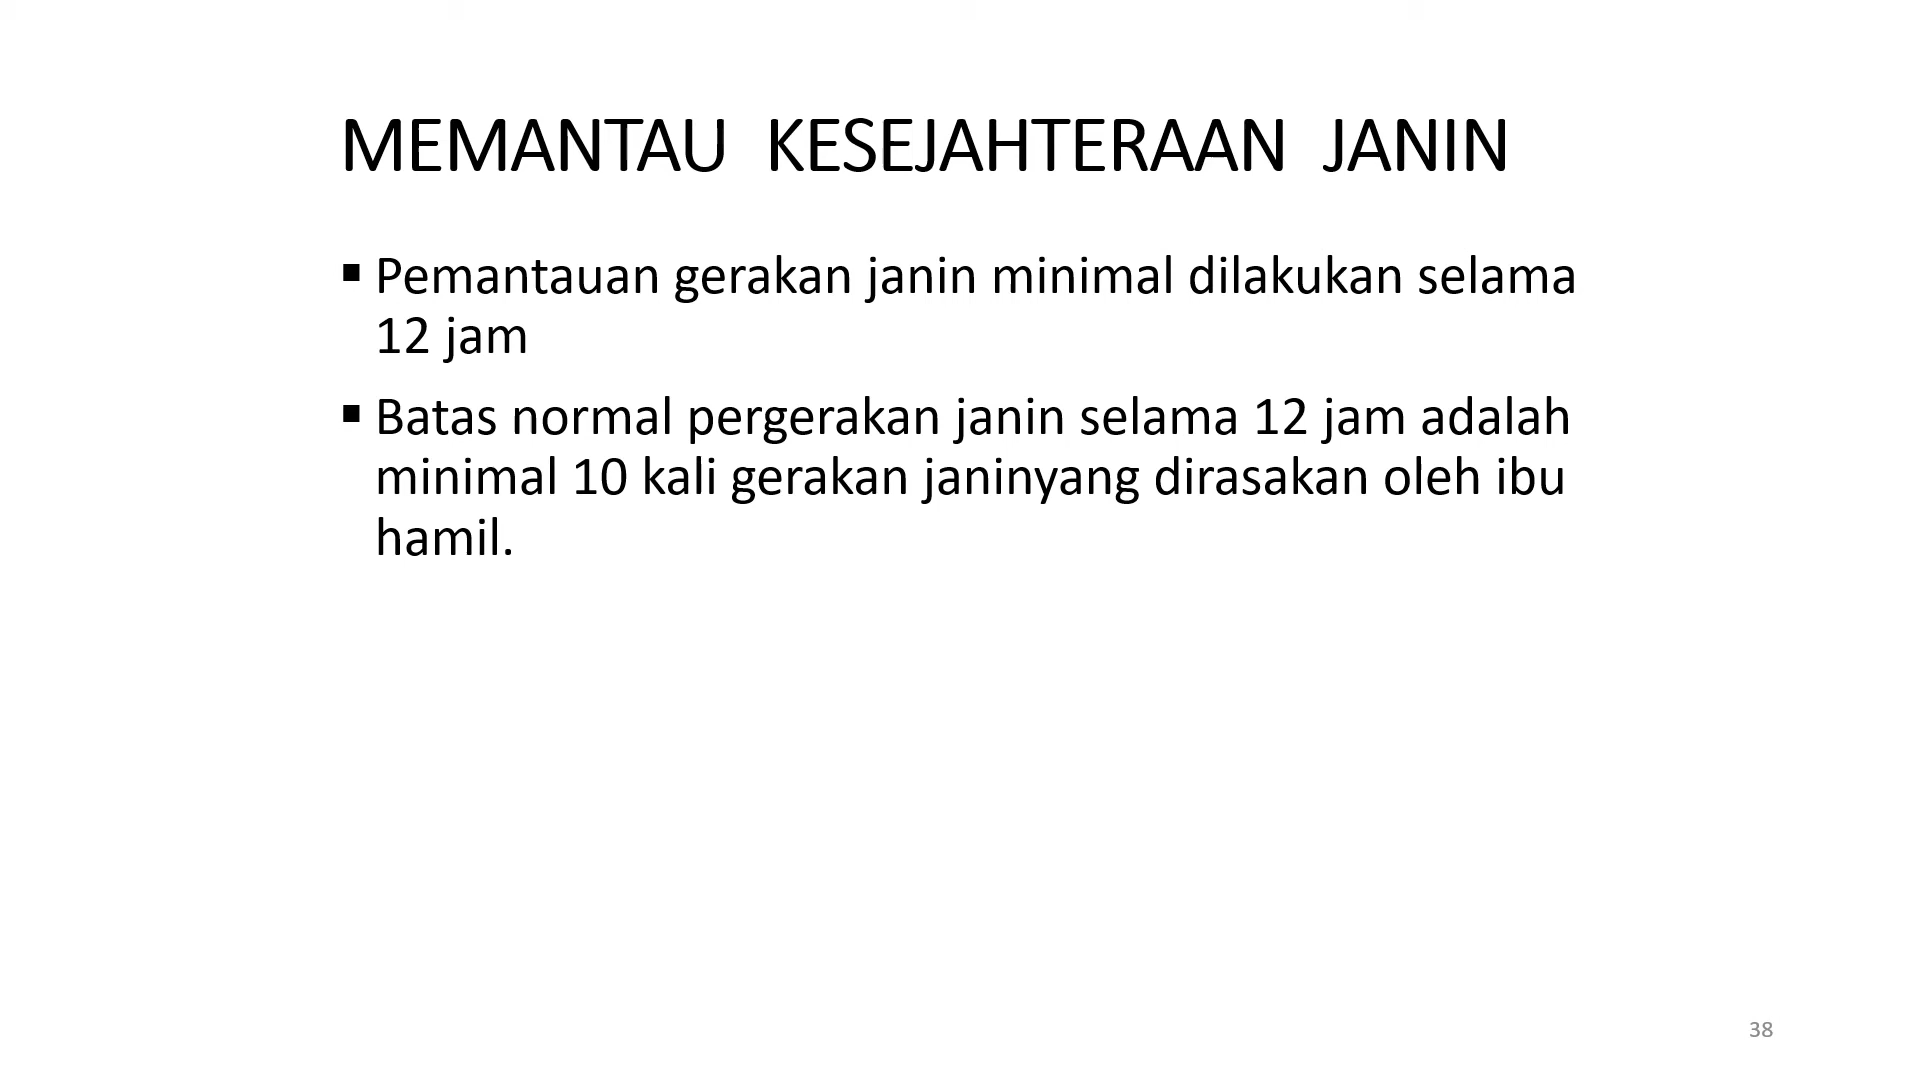 MEMANTAU KESEJAHTERAAN JANIN
▪ Pemantauan gerakan janin minimal dilakukan selama
12 jam
▪ Batas normal pergerakan janin selama 12 jam adalah
minimal 10 kali gerakan janinyang dirasakan oleh ibu
hamil.
38